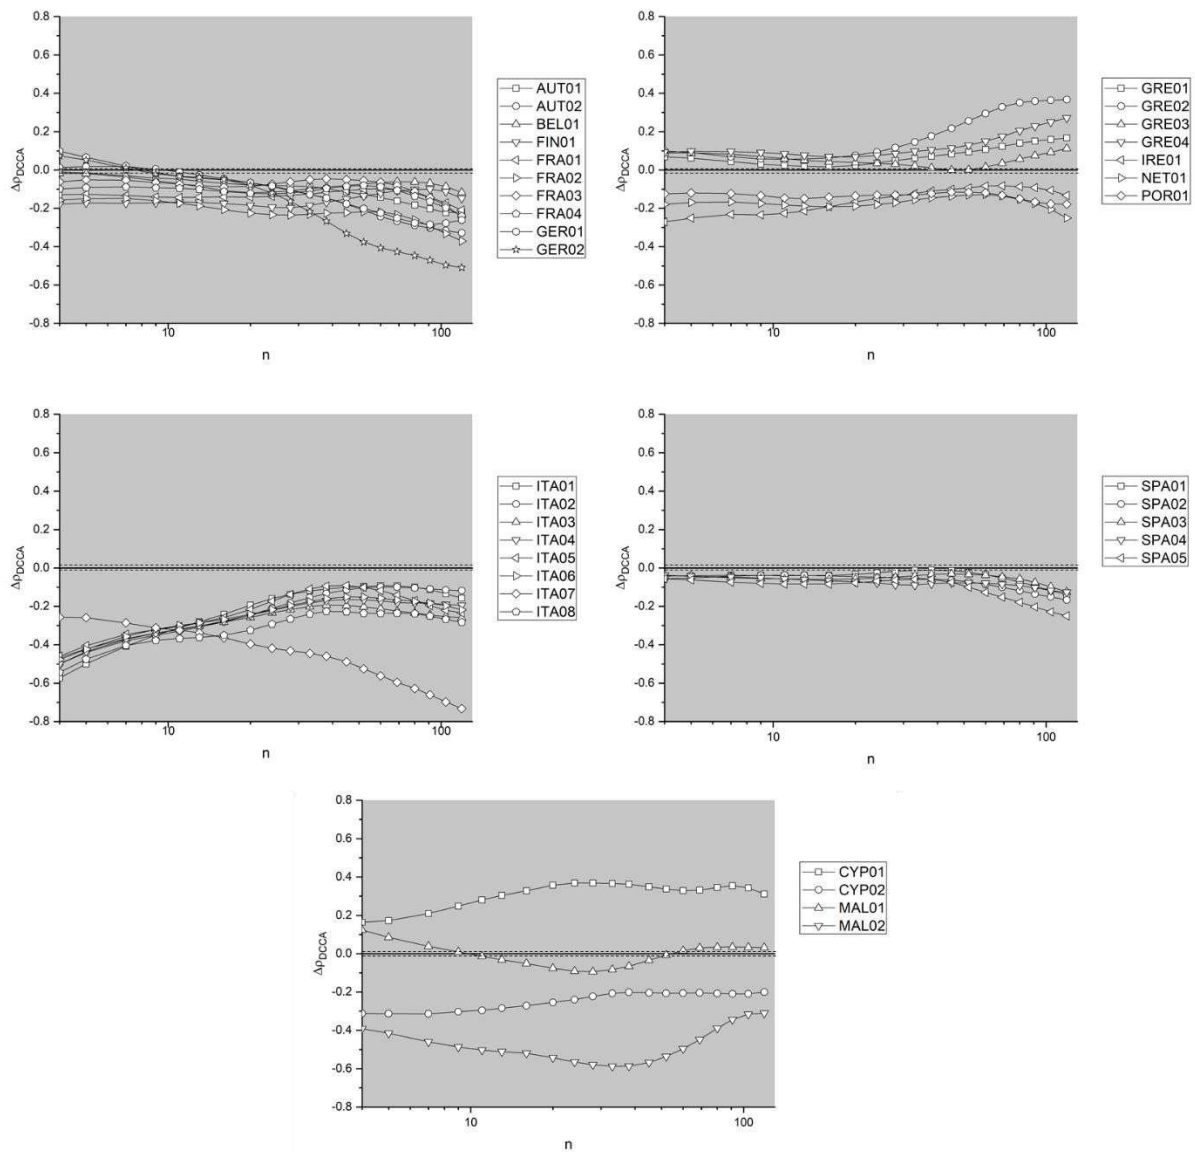 0.8
0.6
0.4
0.2
0.0
-0.2
-0.4
-0.6
-0.8
ΔρDCCA
10
100
n
AUT01
AUT02
BEL01
FIN01
FRA01
FRA02
FRA03
FRA04
GER01
GER02
0.8
0.6
0.4
0.2
0.0
-0.2
-0.4
-0.6
-0.8
ΔρDCCA
10
100
n
GRE01
GRE02
GRE03
GRE04
IRE01
NET01
POR01
0.8
0.6
0.4
0.2
0.0
-0.2
-0.4
-0.6
-0.8
ΔρDCCA
10
100
n
ITA01
ITA02
ITA03
ITA04
ITA05
ITA06
ITA07
ITA08
0.8
0.6
0.4
0.2
0.0
-0.2
-0.4
-0.6
-0.8
ΔρDCCA
10
100
n
SPA01
SPA02
SPA03
SPA04
SPA05
0.8
0.6
0.4
0.2
0.0
-0.2
-0.4
-0.6
-0.8
ΔρDCCA
10
100
n
CYP01
CYP02
MAL01
MAL02